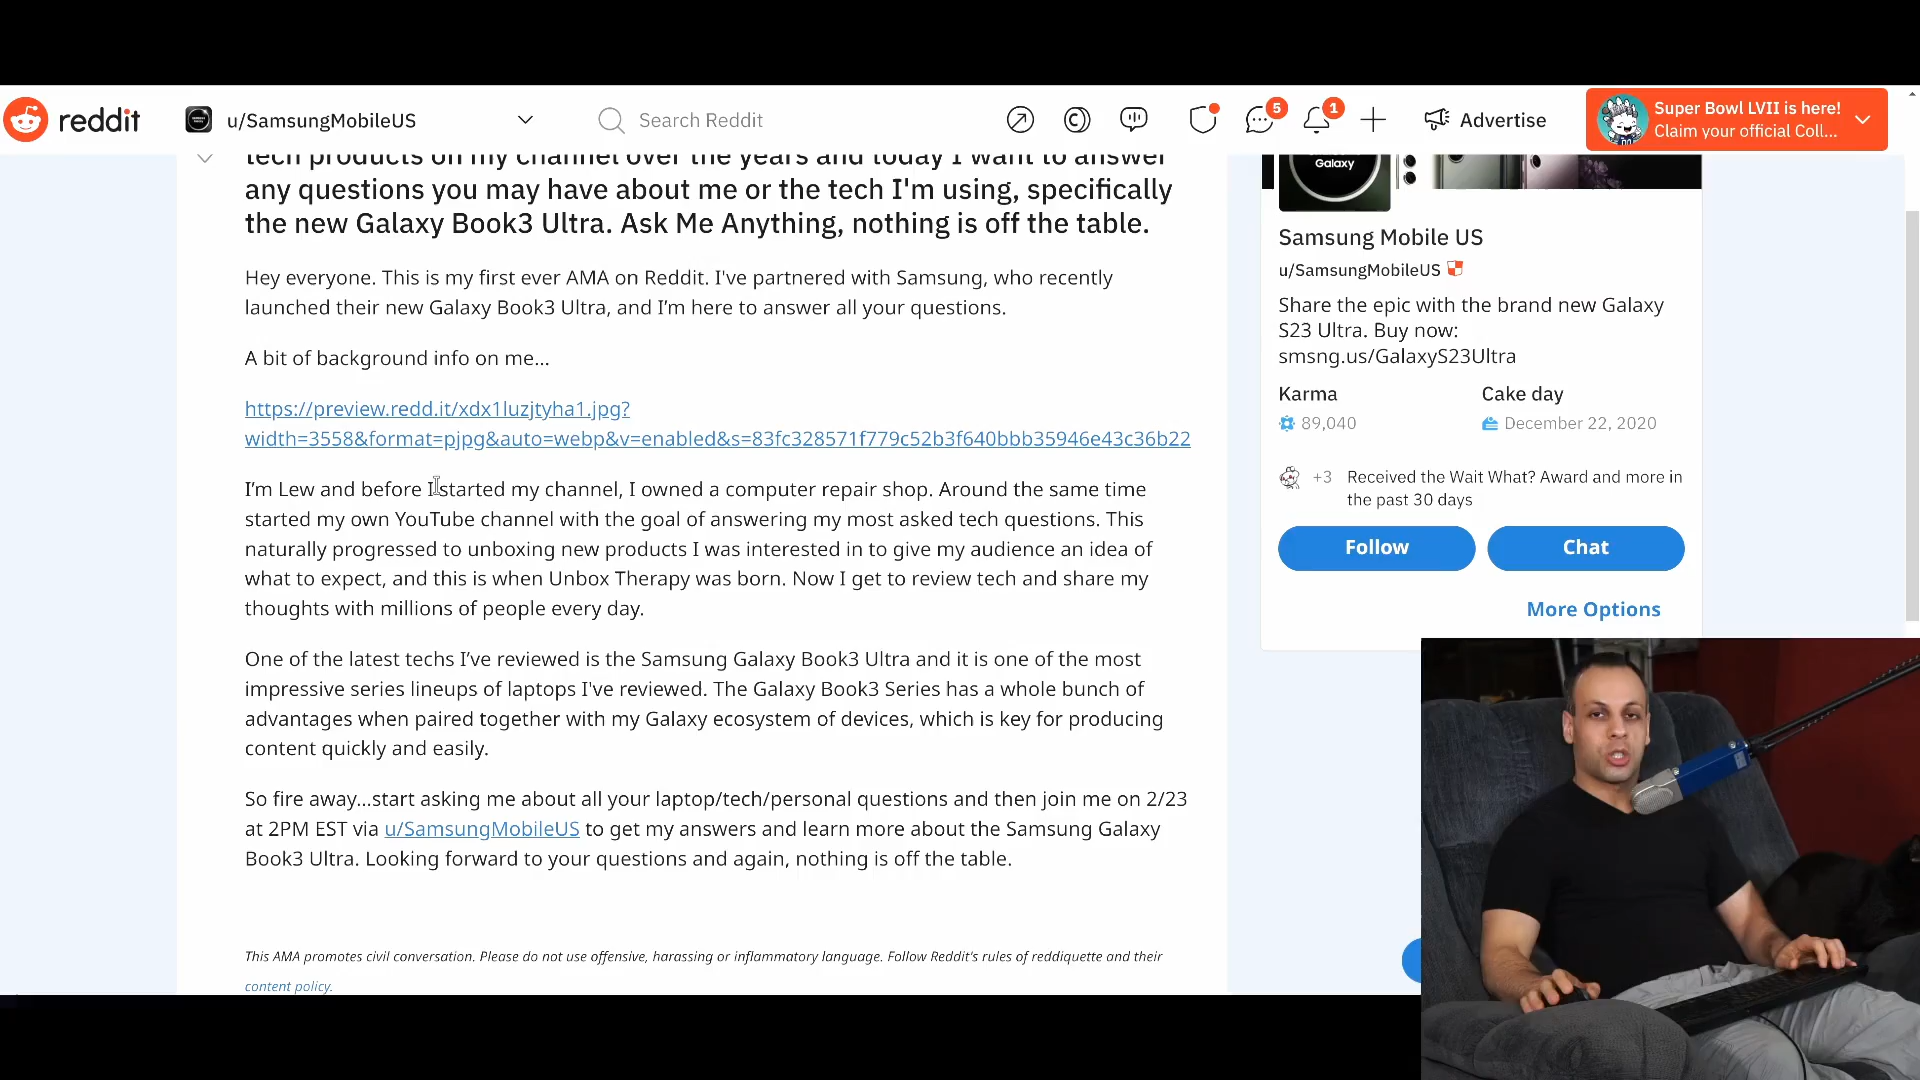 reddit
u/SamsungMobileUS
Search Reddit
5
1
Advertise
Super Bowl LVII is here!
Claim your official Coll...
tech products on my channel over the years and today I want to answer
any questions you may have about me or the tech I'm using, specifically
the new Galaxy Book3 Ultra. Ask Me Anything, nothing is off the table.
Hey everyone. This is my first ever AMA on Reddit. I've partnered with Samsung, who recently
launched their new Galaxy Book3 Ultra, and I’m here to answer all your questions.
A bit of background info on me...
https://preview.redd.it/xdx1luzjtyha1.jpg?
width=3558&format=pjpg&auto=webp&v=enabled&s=83fc328571f779c52b3f640bbb35946e43c36b22
I’m Lew and before I started my channel, I owned a computer repair shop. Around the same time
started my own YouTube channel with the goal of answering my most asked tech questions. This
naturally progressed to unboxing new products I was interested in to give my audience an idea of
what to expect, and this is when Unbox Therapy was born. Now I get to review tech and share my
thoughts with millions of people every day.
One of the latest techs I’ve reviewed is the Samsung Galaxy Book3 Ultra and it is one of the most
impressive series lineups of laptops I've reviewed. The Galaxy Book3 Series has a whole bunch of
advantages when paired together with my Galaxy ecosystem of devices, which is key for producing
content quickly and easily.
So fire away...start asking me about all your laptop/tech/personal questions and then join me on 2/23
at 2PM EST via u/SamsungMobileUS to get my answers and learn more about the Samsung Galaxy
Book3 Ultra. Looking forward to your questions and again, nothing is off the table.
This AMA promotes civil conversation. Please do not use offensive, harassing or inflammatory language. Follow Reddit's rules of reddiquette and their
content policy.
Galaxy
Samsung Mobile US
u/SamsungMobileUS
Share the epic with the brand new Galaxy
S23 Ultra. Buy now:
smsng.us/GalaxyS23Ultra
Karma
Cake day
89,040
December 22, 2020
+3
Received the Wait What? Award and more in
the past 30 days
Follow
Chat
More Options